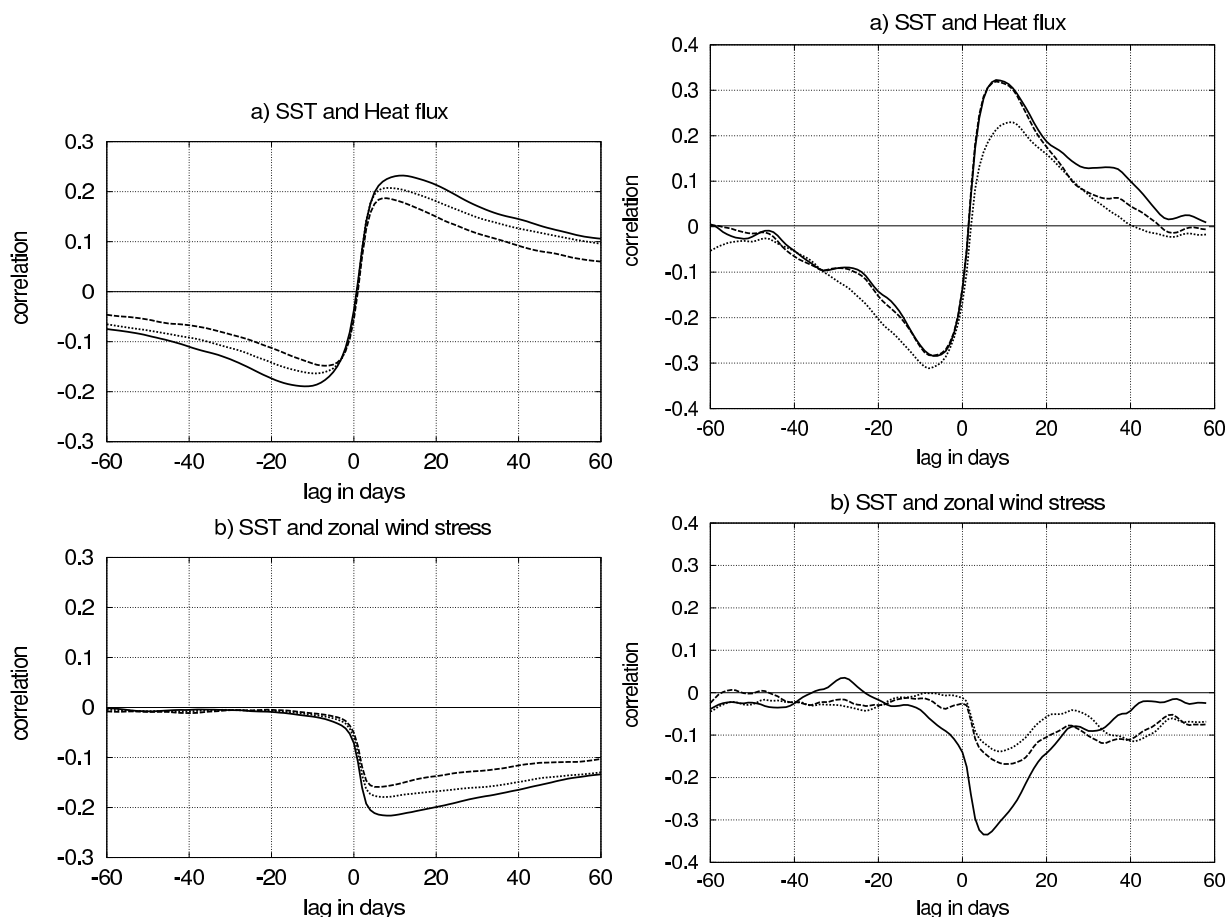 a) SST and Heat flux
0.3
0.2
0.1
0
-0.1
-0.2
-0.3
correlation
-60 -40 -20 0 20 40 60
lag in days
b) SST and zonal wind stress
0.3
0.2
0.1
0
-0.1
-0.2
-0.3
correlation
-60 -40 -20 0 20 40 60
lag in days
a) SST and Heat flux
0.4
0.3
0.2
0.1
0
-0.1
-0.2
-0.3
-0.4
correlation
-60 -40 -20 0 20 40 60
lag in days
b) SST and zonal wind stress
0.4
0.3
0.2
0.1
0
-0.1
-0.2
-0.3
-0.4
correlation
-60 -40 -20 0 20 40 60
lag in days